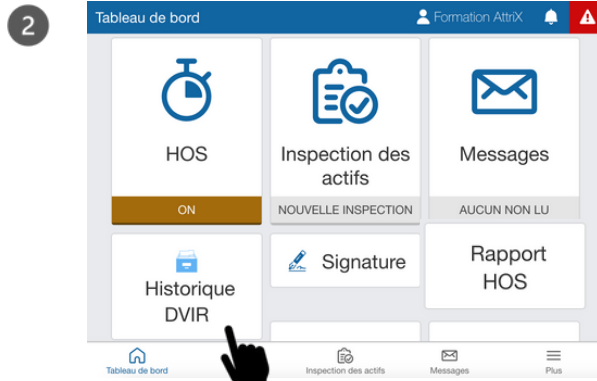 2
Tableau de bord
Formation AttriX
HOS
ON
Inspection des
actifs
NOUVELLE INSPECTION
Messages
AUCUN NON LU
Historique
DVIR
Signature
Rapport
HOS
Tableau de bord
Inspection des actifs
Messages
Plus